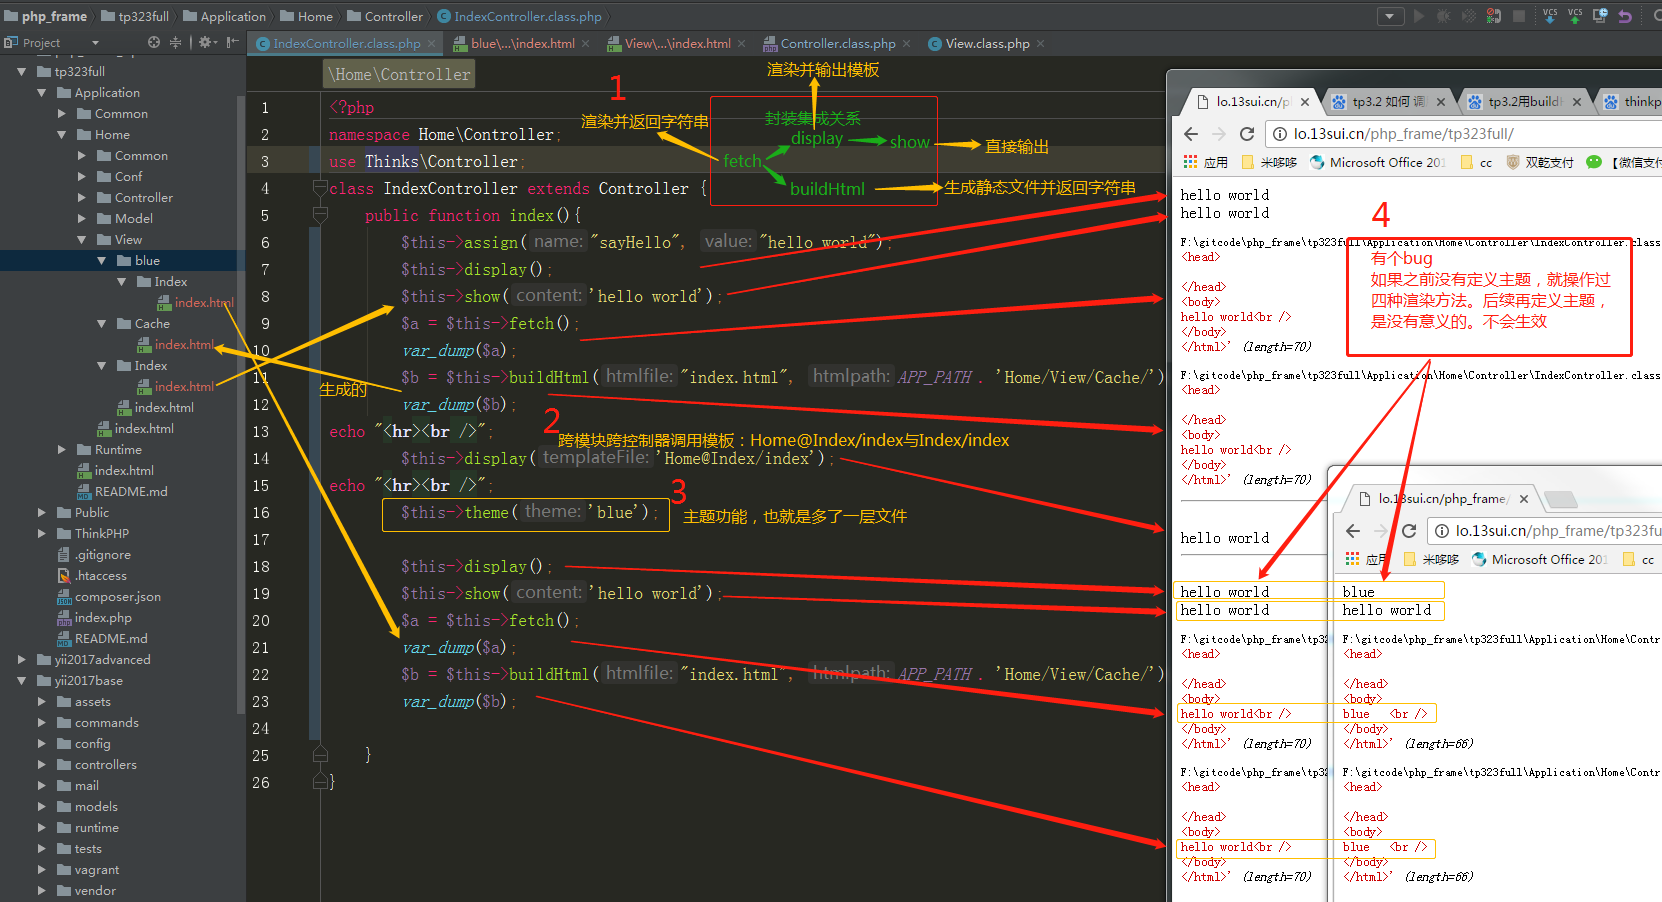 php_frame tp323full Application Home Controller IndexController.class.php
Project
IndexController.class.php blue\...\index.html View\...\index.html Controller.class.php View.class.php
tp323full
Application
Common
Home
Common
Conf
Controller
Model
View
blue
Index
index.html
Cache
index.html
Index
index.html
index.html
index.html
Runtime
index.html
README.md
Public
ThinkPHP
.gitignore
.htaccess
composer.json
index.php
README.md
yii2017advanced
yii2017base
assets
commands
config
controllers
mail
models
runtime
tests
vagrant
vendor
\Home\Controller
1 <?php
2 namespace Home\Controller;
3 use Thinks\Controller;
4 class IndexController extends Controller {
5 public function index(){
6 $this->assign( name: "sayHello", value: "hello world");
7 $this->display();
8 $this->show( content: 'hello world');
9 $a = $this->fetch();
10 var_dump($a);
11 $b = $this->buildHtml( htmlfile: "index.html", htmlpath: APP_PATH . 'Home/View/Cache/')
12 var_dump($b);
13 echo "<hr><br />";
14 $this->display( templateFile: 'Home@Index/index');
15 echo "<hr><br />";
16 $this->theme( theme: 'blue');
17
18 $this->display();
19 $this->show( content: 'hello world');
20 $a = $this->fetch();
21 var_dump($a);
22 $b = $this->buildHtml( htmlfile: "index.html", htmlpath: APP_PATH . 'Home/View/Cache/')
23 var_dump($b);
24
25 }
26 }
1
渲染并输出模板
渲染并返回字符串
封装集成关系
fetch
display
show
直接输出
buildHtml
生成静态文件并返回字符串
生成的
2
跨模块跨控制器调用模板：Home@Index/index与Index/index
3
主题功能，也就是多了一层文件
lo.13sui.cn/p tp3.2 如何 调 tp3.2用build thinkp
lo.13sui.cn/php_frame/tp323full/
应用 米哆哆 Microsoft Office 201 cc 双乾支付 【微信支付
hello world
hello world
4
F:\gitcode\php_frame\tp323full\Application\Home\Controller\IndexController.class
<head>
</head>
<body>
hello world<br />
</body>
</html>' (length=70)
有个bug
如果之前没有定义主题，就操作过
四种渲染方法。后续再定义主题，
是没有意义的。不会生效
F:\gitcode\php_frame\tp323full\Application\Home\Controller\IndexController.class
<head>
</head>
<body>
hello world<br />
</body>
</html>' (length=70)
hello world
hello world
hello world
F:\gitcode\php_frame\tp32
<head>
</head>
<body>
hello world<br />
</body>
</html>' (length=70)
F:\gitcode\php_frame\tp32
<head>
</head>
<body>
hello world<br />
</body>
</html>' (length=70)
lo.13sui.cn/php_frame/
lo.13sui.cn/php_frame/tp323fu
应用 米哆哆 Microsoft Office 201 cc
blue
hello world
F:\gitcode\php_frame\tp323full\Application\Home\Contr
<head>
</head>
<body>
blue <br />
</body>
</html>' (length=66)
F:\gitcode\php_frame\tp323full\Application\Home\Contr
<head>
</head>
<body>
blue <br />
</body>
</html>' (length=66)